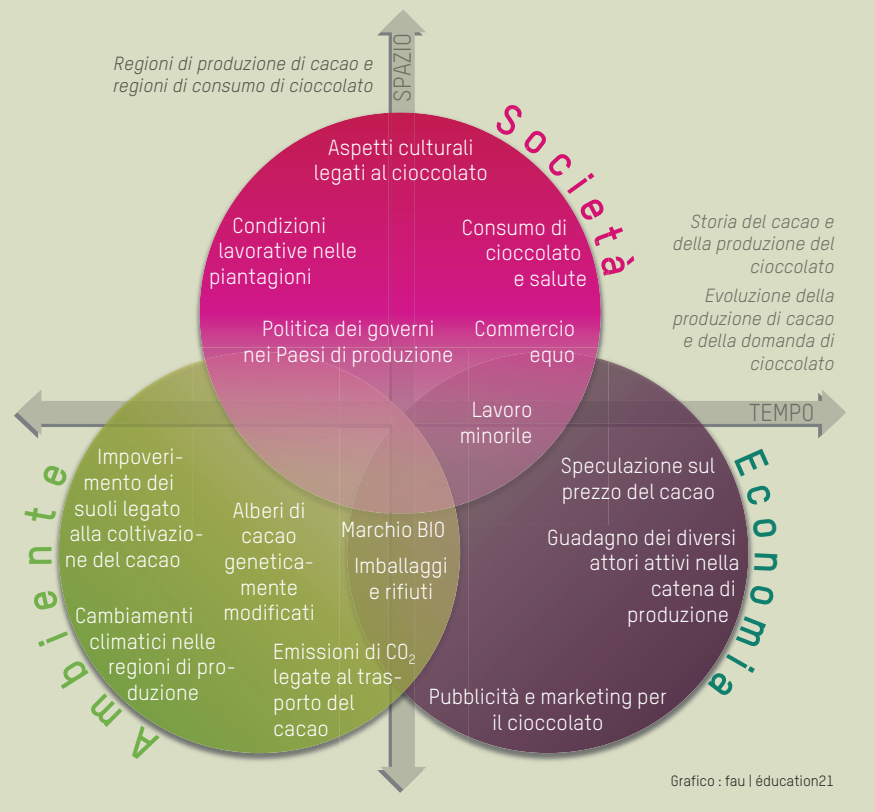 SPAZIO
Regioni di produzione di cacao e
regioni di consumo di cioccolato
Società
Aspetti culturali
legati al cioccolato
Condizioni
lavorative nelle
piantagioni
Consumo di
cioccolato
e salute
Politica dei governi
nei Paesi di produzione
Commercio
equo
Lavoro
minorile
Storia del cacao e
della produzione del
cioccolato
Evoluzione della
produzione di cacao
e della domanda di
cioccolato
TEMPO
Ambiente
Impoveri-
mento dei
suoli legato
alla coltivazio-
ne del cacao
Alberi di
cacao
genetica-
mente
modificati
Cambiamenti
climatici nelle
regioni di pro-
duzione
Emissioni di CO₂
legate al tras-
porto del
cacao
Marchio BIO
Imballaggi
e rifiuti
Economia
Speculazione sul
prezzo del cacao
Guadagno dei diversi
attori attivi nella
catena di
produzione
Pubblicità e marketing per
il cioccolato
Grafico : fau | éducation21